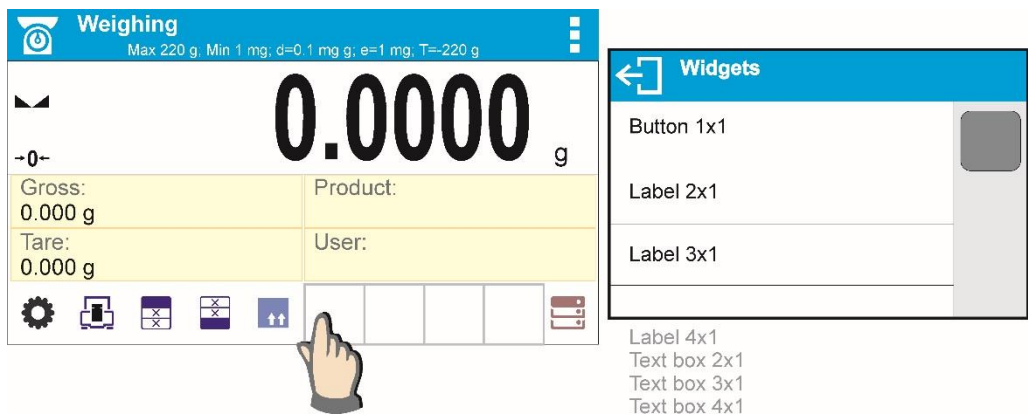 Weighing
Max 220 g; Min 1 mg; d=0.1 mg g; e=1 mg; T=-220 g
0.0000 g
→0←
Gross:
0.000 g
Product:
Tare:
0.000 g
User:
Widgets
Button 1x1
Label 2x1
Label 3x1
Label 4x1
Text box 2x1
Text box 3x1
Text box 4x1